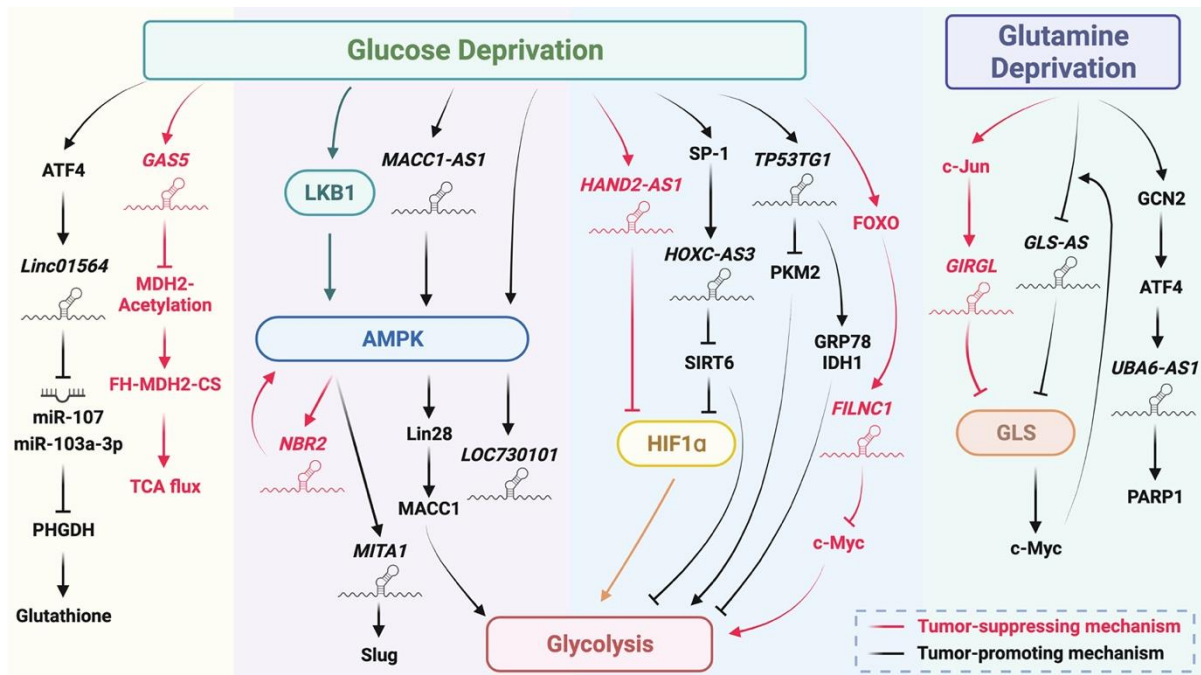 Glucose Deprivation
Glutamine
Deprivation
ATF4
Linc01564
miR-107
miR-103a-3p
PHGDH
Glutathione
GAS5
MDH2-
Acetylation
FH-MDH2-CS
TCA flux
LKB1
MACC1-AS1
AMPK
NBR2
MITA1
Slug
Lin28
MACC1
LOC730101
HAND2-AS1
SP-1
HOXC-AS3
SIRT6
HIF1α
TP53TG1
PKM2
GRP78
IDH1
FOXO
FILNC1
c-Myc
Glycolysis
c-Jun
GIRGL
GLS-AS
GLS
c-Myc
GCN2
ATF4
UBA6-AS1
PARP1
Tumor-suppressing mechanism
Tumor-promoting mechanism